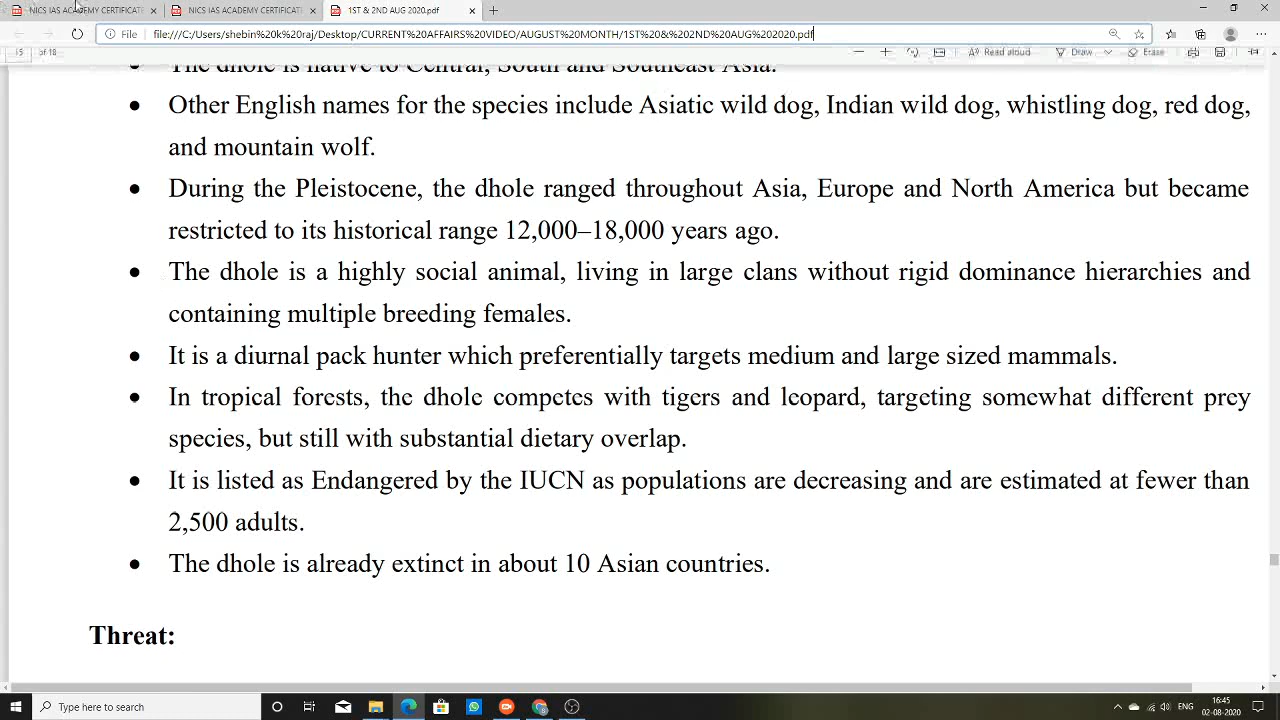 NICS IAS ACADEMY CERTIFICATE
NICS IAS ACADEMY CERTIFICATE
1ST & 2ND AUG 2020.pdf
File
file:///C:/Users/shebin%20k%20raj/Desktop/CURRENT%20AFFAIRS%20VIDEO/AUGUST%20MONTH/1ST%20&%202ND%20AUG%202020.pdf
15 of 18
Read aloud
Draw
Erase
• The dhole is native to Central, South and Southeast Asia.
• Other English names for the species include Asiatic wild dog, Indian wild dog, whistling dog, red dog,
and mountain wolf.
• During the Pleistocene, the dhole ranged throughout Asia, Europe and North America but became
restricted to its historical range 12,000–18,000 years ago.
• The dhole is a highly social animal, living in large clans without rigid dominance hierarchies and
containing multiple breeding females.
• It is a diurnal pack hunter which preferentially targets medium and large sized mammals.
• In tropical forests, the dhole competes with tigers and leopard, targeting somewhat different prey
species, but still with substantial dietary overlap.
• It is listed as Endangered by the IUCN as populations are decreasing and are estimated at fewer than
2,500 adults.
• The dhole is already extinct in about 10 Asian countries.
Threat:
Type here to search
ENG
16:45
02-08-2020